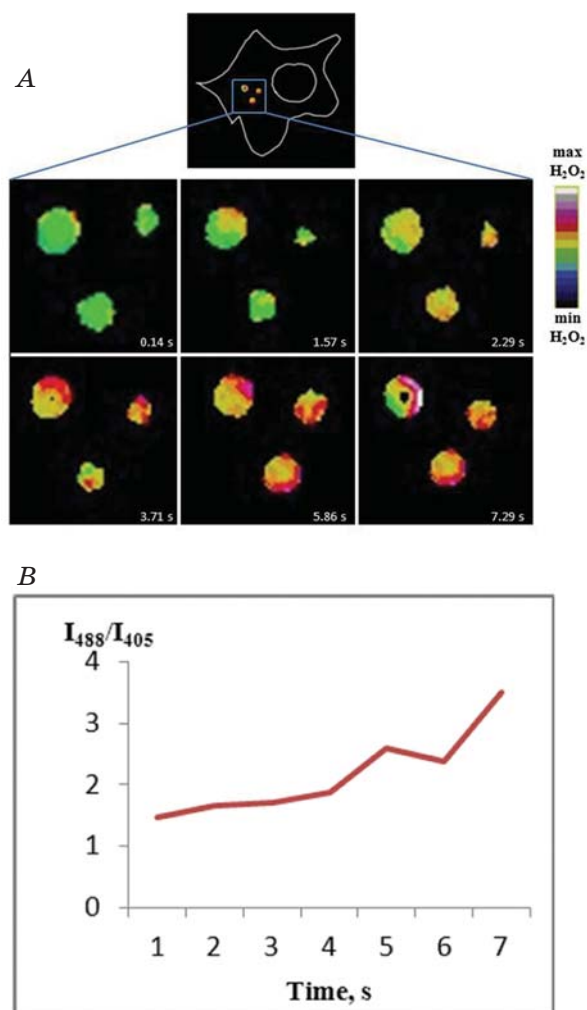 A
max
H₂O₂
min
H₂O₂
0.14 s
1.57 s
2.29 s
3.71 s
5.86 s
7.29 s
B
I₄₈₈/I₄₀₅
4
3
2
1
0
1 2 3 4 5 6 7
Time, s